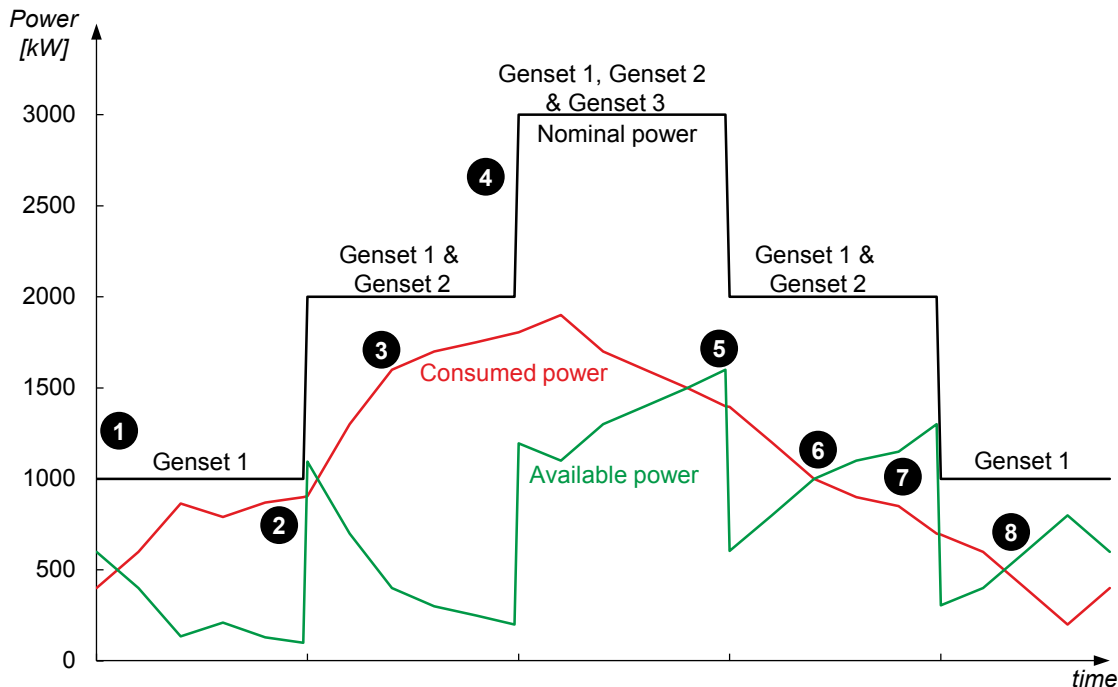 Power
[kW]
3000
2500
2000
1500
1000
500
0
Genset 1, Genset 2
& Genset 3
Nominal power
4
Genset 1 &
Genset 2
Genset 1 &
Genset 2
3
5
Consumed power
1
Genset 1
6
Genset 1
Available power
7
2
8
time